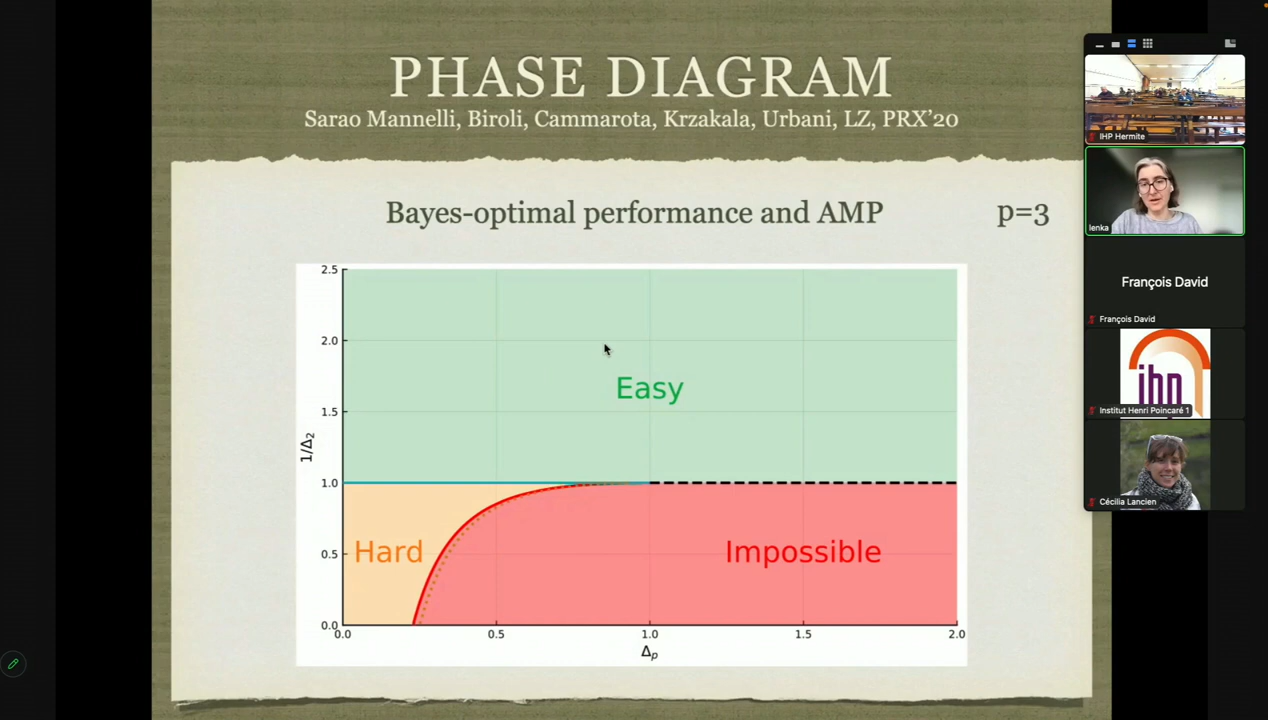 PHASE DIAGRAM
Sarao Mannelli, Biroli, Cammarota, Krzakala, Urbani, LZ, PRX'20
Bayes-optimal performance and AMP
p=3
2.5
2.0
1.5
1.0
0.5
0.0
1/Δ₂
Easy
Hard
Impossible
0.0 0.5 1.0 1.5 2.0
Δₚ
IHP Hermite
lenka
François David
François David
ihp
Institut Henri Poincaré 1
Cécilia Lancien